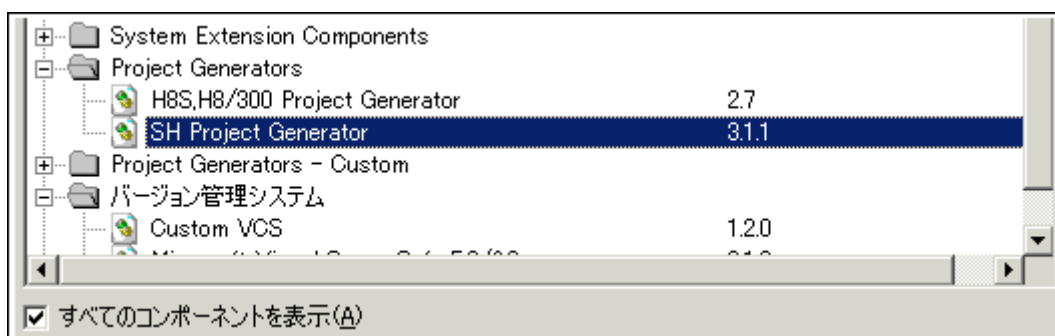 System Extension Components
Project Generators
H8S,H8/300 Project Generator 2.7
SH Project Generator 3.1.1
Project Generators - Custom
バージョン管理システム
Custom VCS 1.2.0
すべてのコンポーネントを表示(A)